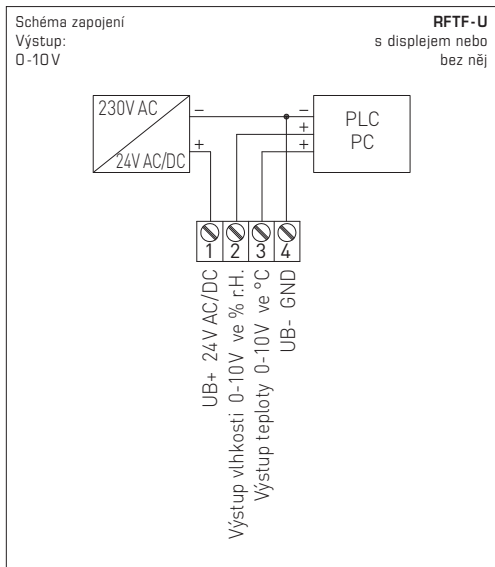 Schéma zapojení
Výstup:
0-10V
RFTF-U
s displejem nebo
bez něj
230V AC
24V AC/DC
–
+
–
+
+
PLC
PC
1
2
3
4
UB+ 24V AC/DC
Výstup vlhkosti 0-10V ve % r.H.
Výstup teploty 0-10V ve °C
UB- GND